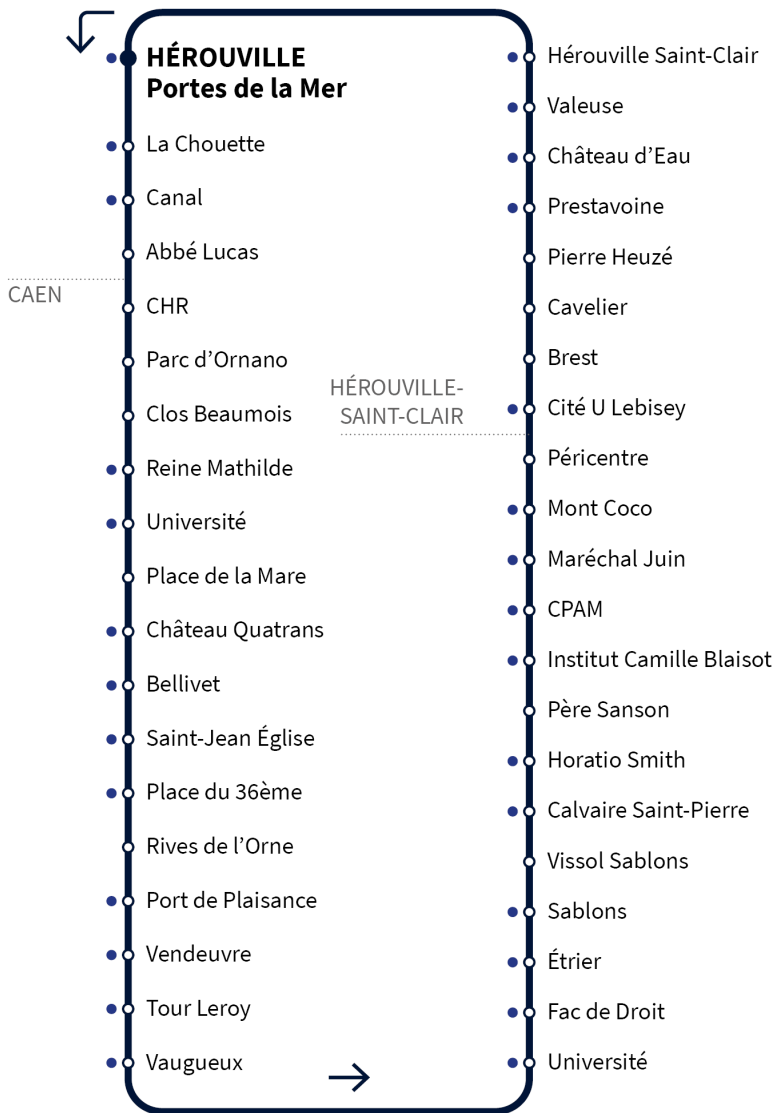 HÉROUVILLE
Portes de la Mer
La Chouette
Canal
Abbé Lucas
CAEN
CHR
Parc d’Ornano
Clos Beaumois
Reine Mathilde
Université
Place de la Mare
Château Quatrans
Bellivet
Saint-Jean Église
Place du 36ème
Rives de l’Orne
Port de Plaisance
Vendeuvre
Tour Leroy
Vaugueux
Hérouville Saint-Clair
Valeuse
Château d’Eau
Prestavoine
Pierre Heuzé
Cavelier
Brest
HÉROUVILLE-
SAINT-CLAIR
Cité U Lebisey
Péricentre
Mont Coco
Maréchal Juin
CPAM
Institut Camille Blaisot
Père Sanson
Horatio Smith
Calvaire Saint-Pierre
Vissol Sablons
Sablons
Étrier
Fac de Droit
Université